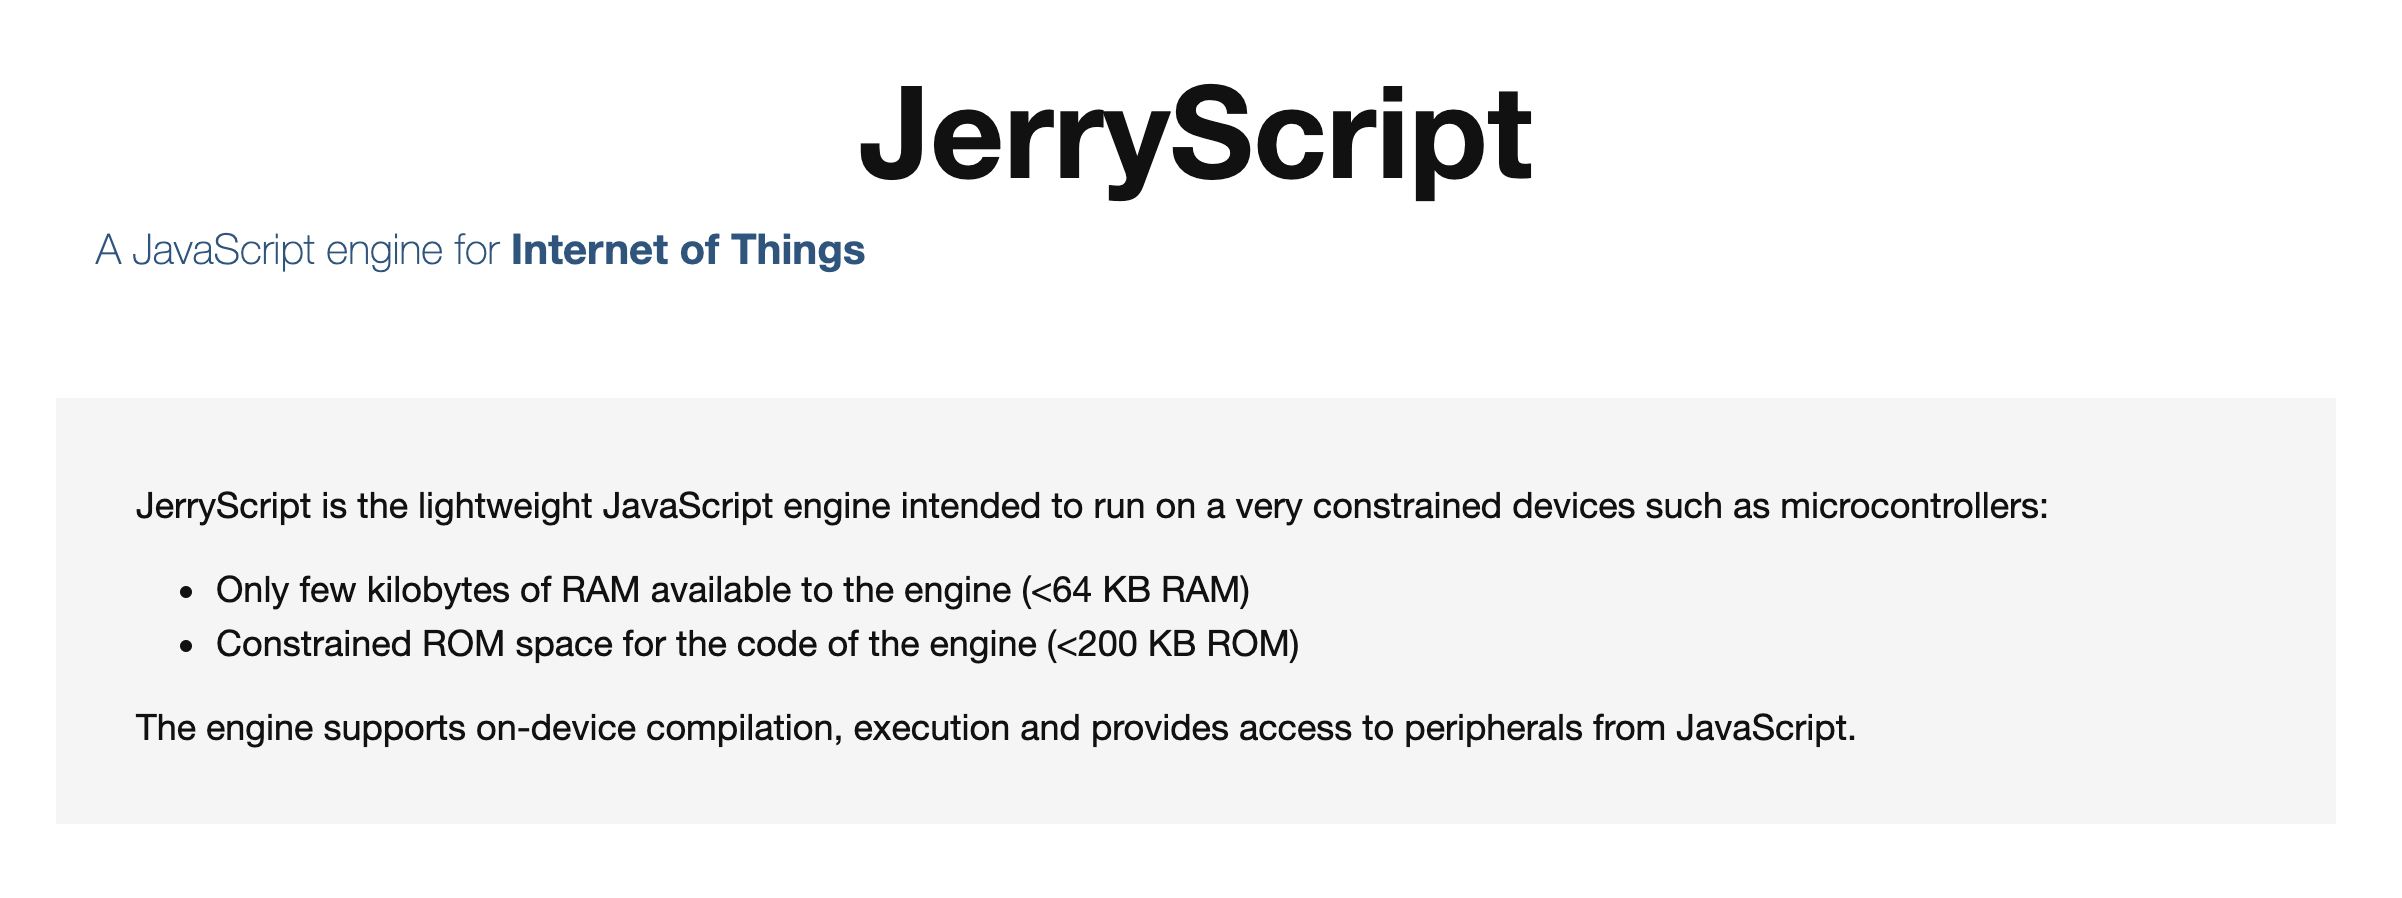 JerryScript
A JavaScript engine for Internet of Things
JerryScript is the lightweight JavaScript engine intended to run on a very constrained devices such as microcontrollers:
• Only few kilobytes of RAM available to the engine (<64 KB RAM)
• Constrained ROM space for the code of the engine (<200 KB ROM)
The engine supports on-device compilation, execution and provides access to peripherals from JavaScript.